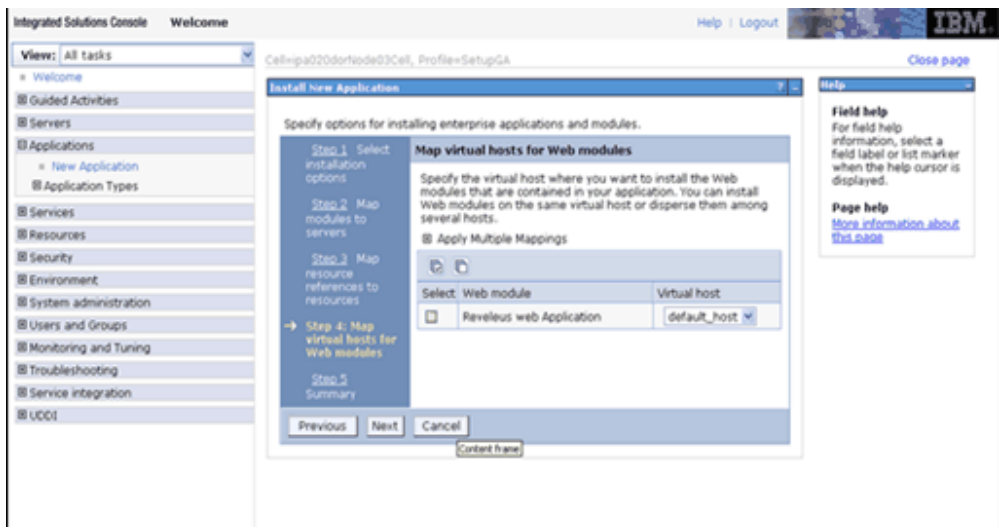 Integrated Solutions Console Welcome Help | Logout IBM.
View: All tasks
Cell=ipa020dorNode03Cell, Profile=SetupGA Close page
Welcome
Guided Activities
Servers
Applications
New Application
Application Types
Services
Resources
Security
Environment
System administration
Users and Groups
Monitoring and Tuning
Troubleshooting
Service integration
UDDI
Install New Application ? -
Specify options for installing enterprise applications and modules.
Step 1 Select
installation
options
Step 2 Map
modules to
servers
Step 3 Map
resource
references to
resources
Step 4: Map
virtual hosts for
Web modules
Step 5
Summary
Map virtual hosts for Web modules
Specify the virtual host where you want to install the Web
modules that are contained in your application. You can install
Web modules on the same virtual host or disperse them among
several hosts.
Apply Multiple Mappings
Select Web module Virtual host
Reveleus web Application default_host
Previous Next Cancel
Content frame
Help -
Field help
For field help
information, select a
field label or list marker
when the help cursor is
displayed.
Page help
More information about
this page